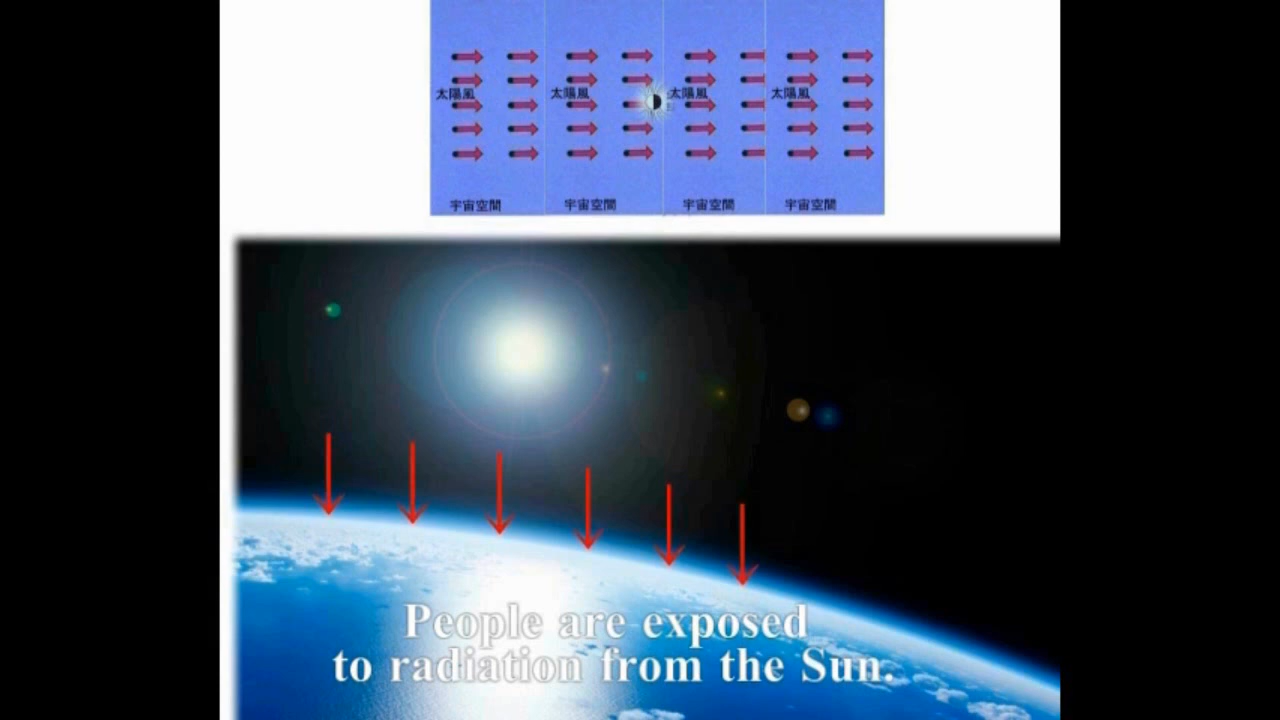 太陽風 太陽風 太陽風 太陽風
宇宙空間 宇宙空間 宇宙空間 宇宙空間
People are exposed
to radiation from the Sun.